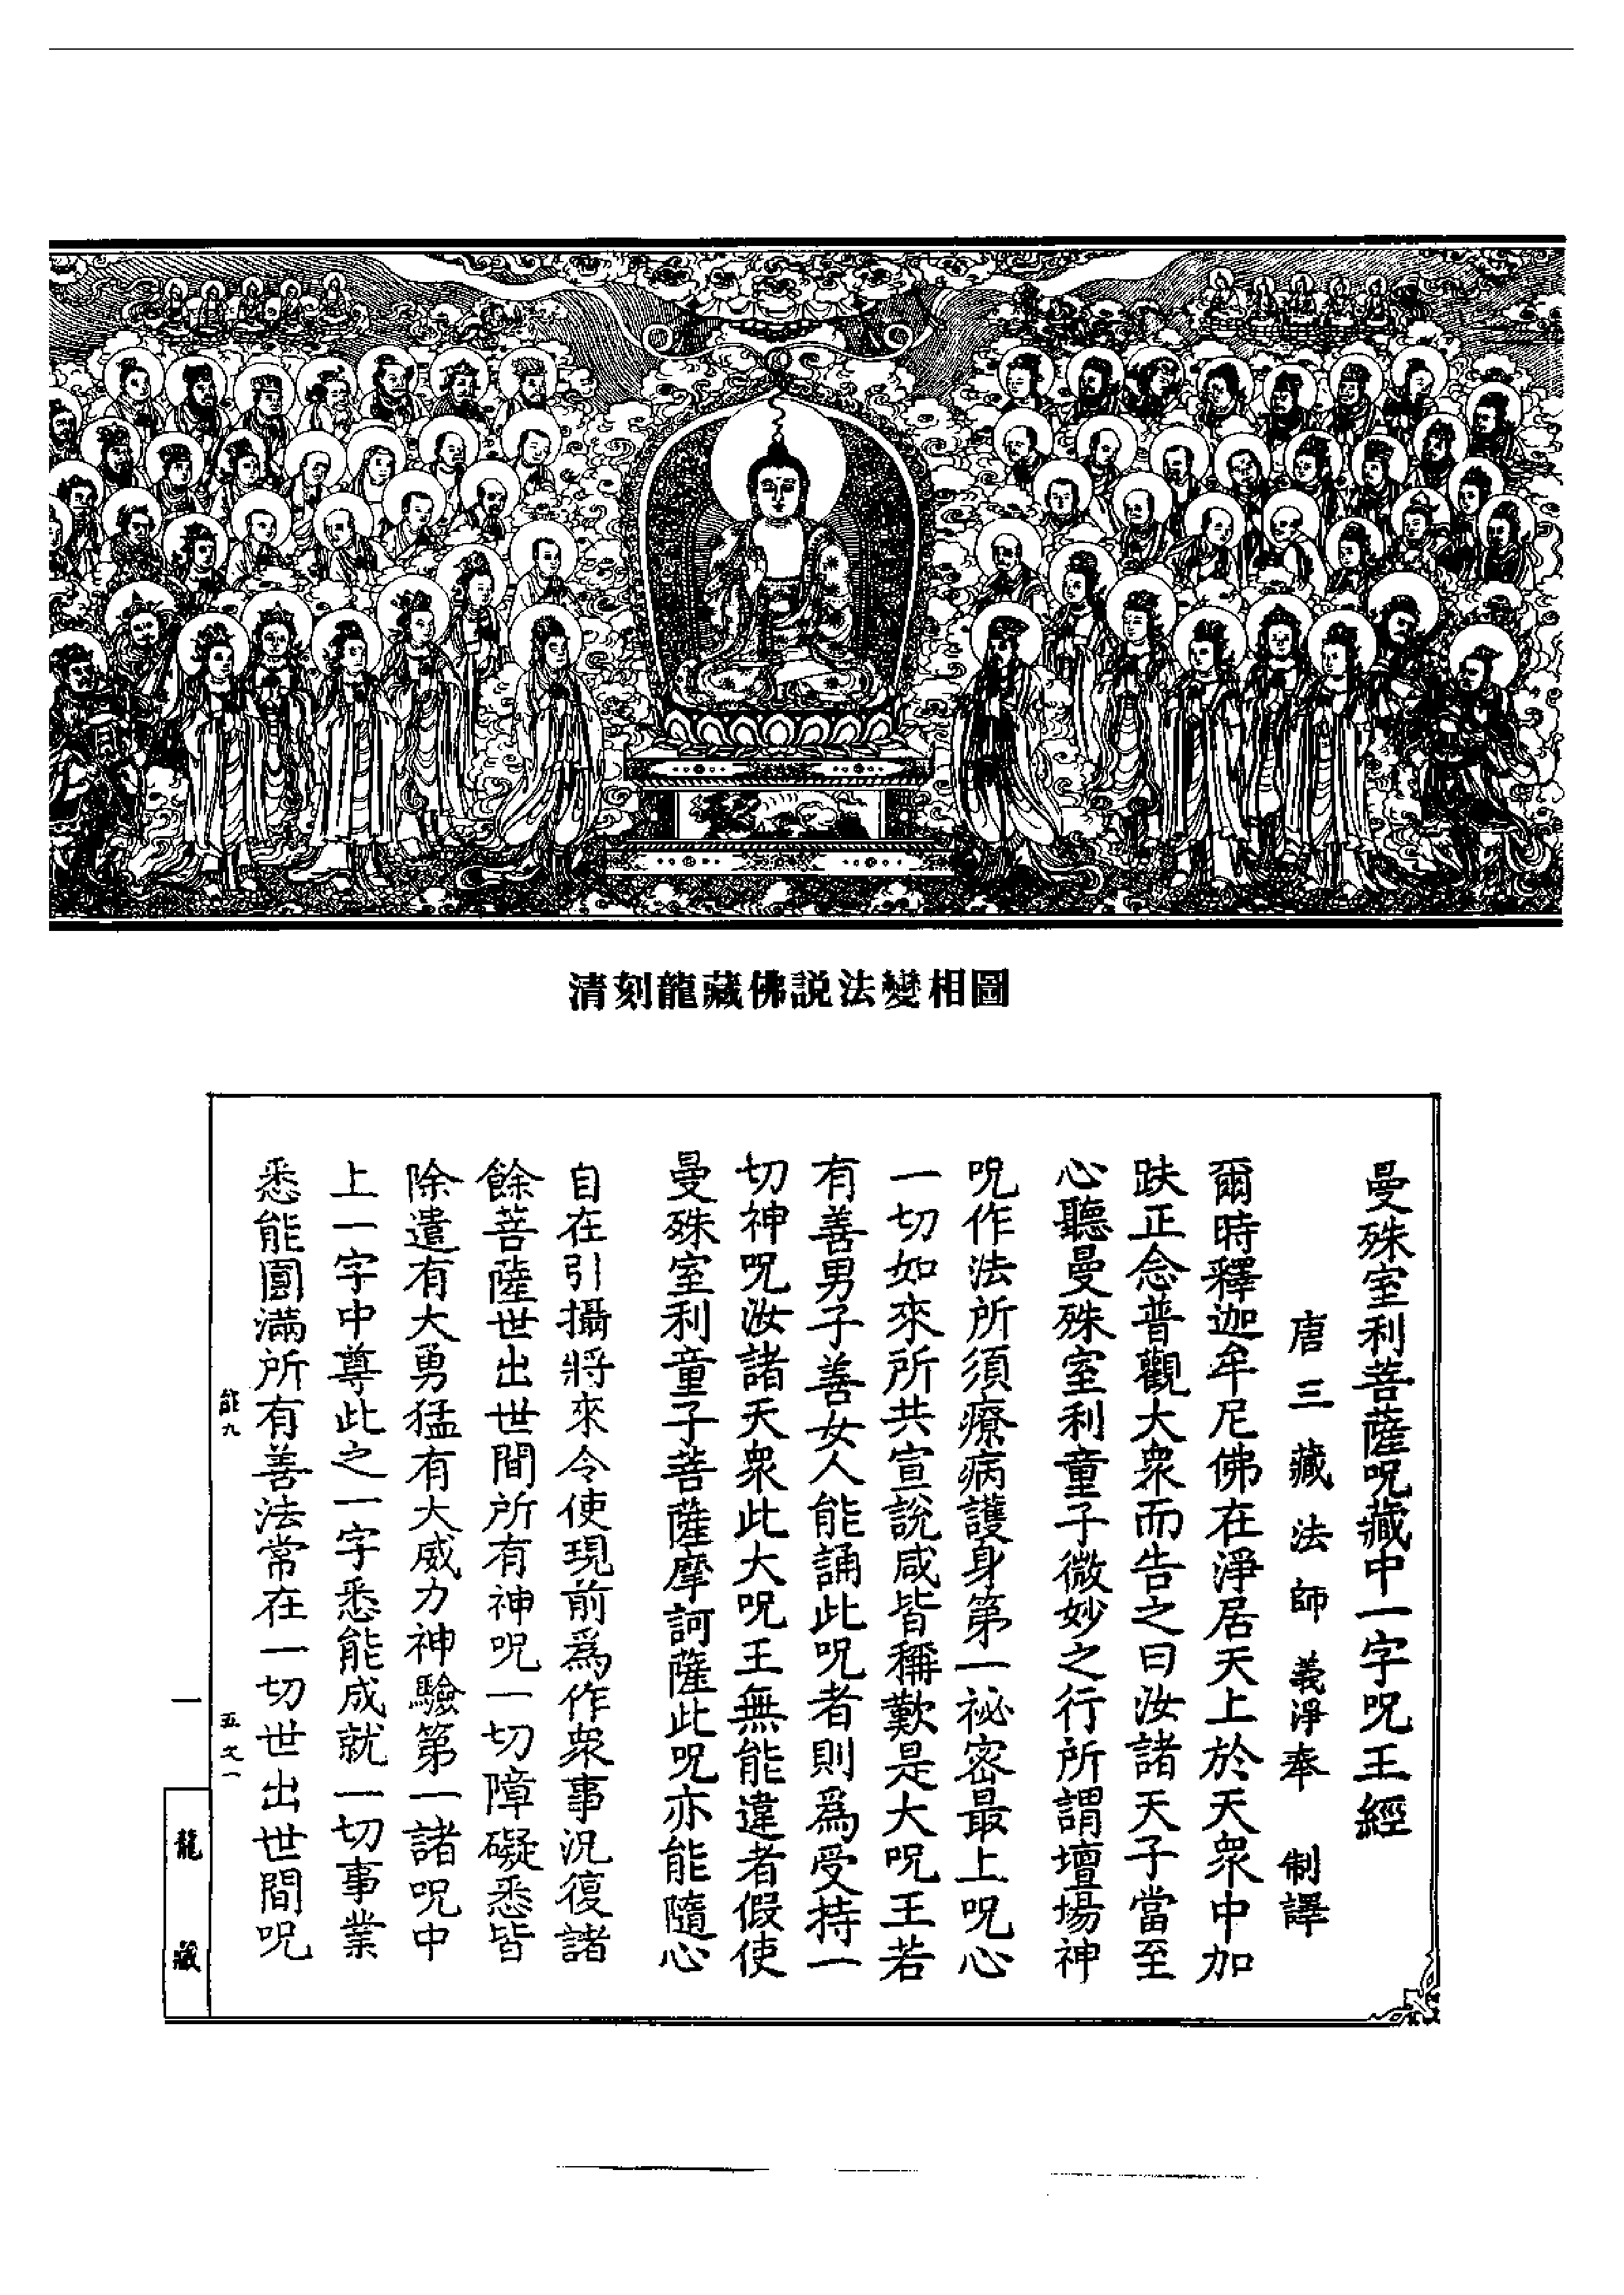 清刻龍藏佛説法變相圖
曼殊室利菩薩呪藏中一字呪王經
唐三藏法師義淨奉 制譯
爾時釋迦牟尼佛在淨居天上於天衆中加
趺正念普觀大衆而告之曰汝諸天子當至
心聽曼殊室利童子微妙之行所謂壇場神
呪作法所須療病護身第一祕密最上呪心
一切如來所共宣說咸皆稱歎是大呪王若
有善男子善女人能誦此呪者則爲受持一
切神呪汝諸天衆此大呪王無能違者假使
曼殊室利童子菩薩摩訶薩此呪亦能隨心
自在引攝將來令使現前爲作衆事況復諸
餘菩薩世出世間所有神呪一切障礙悉皆
除遣有大勇猛有大威力神驗第一諸呪中
上一字中尊此之一字悉能成就一切事業
悉能圓滿所有善法常在一切世出世間呪
能九
五
一
龍藏